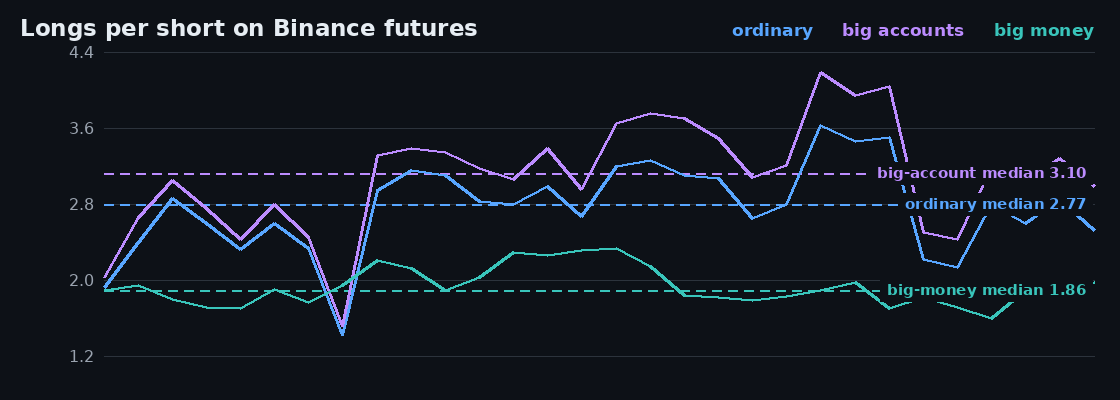 Longs per short on Binance futures
ordinary big accounts big money
4.4
3.6
big-account median 3.10
2.8
ordinary median 2.77
2.0
big-money median 1.86
1.2